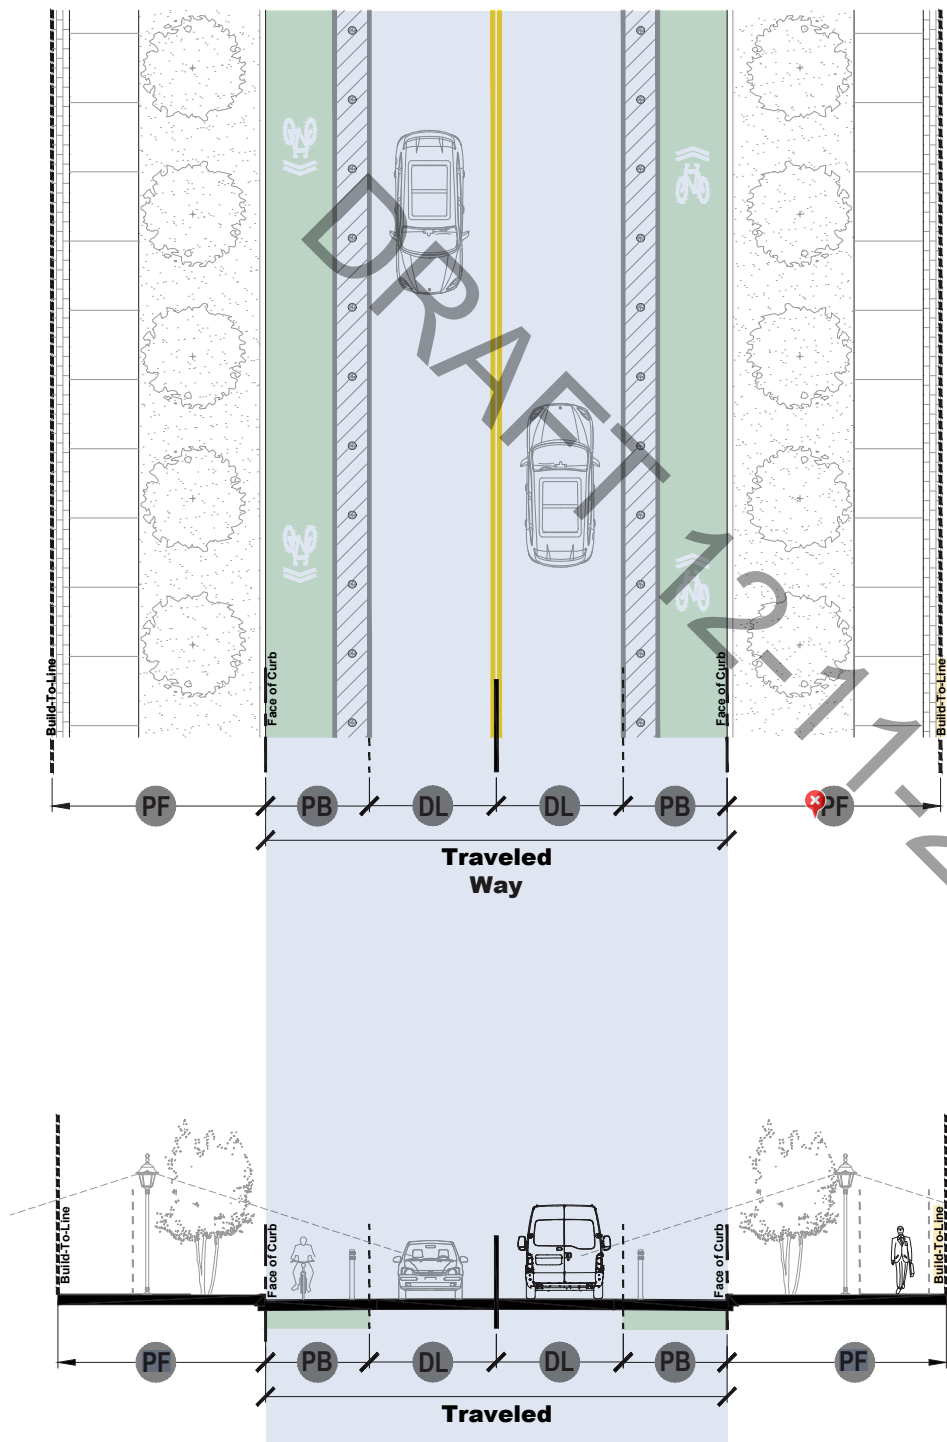 DRAFT 12-11-2
Build-To-Line
Face of Curb
Face of Curb
Build-To-Line
PF
PB
DL
DL
PB
PF
Traveled
Way
Build-To-Line
Face of Curb
Face of Curb
Build-To-Line
PF
PB
DL
DL
PB
PF
Traveled